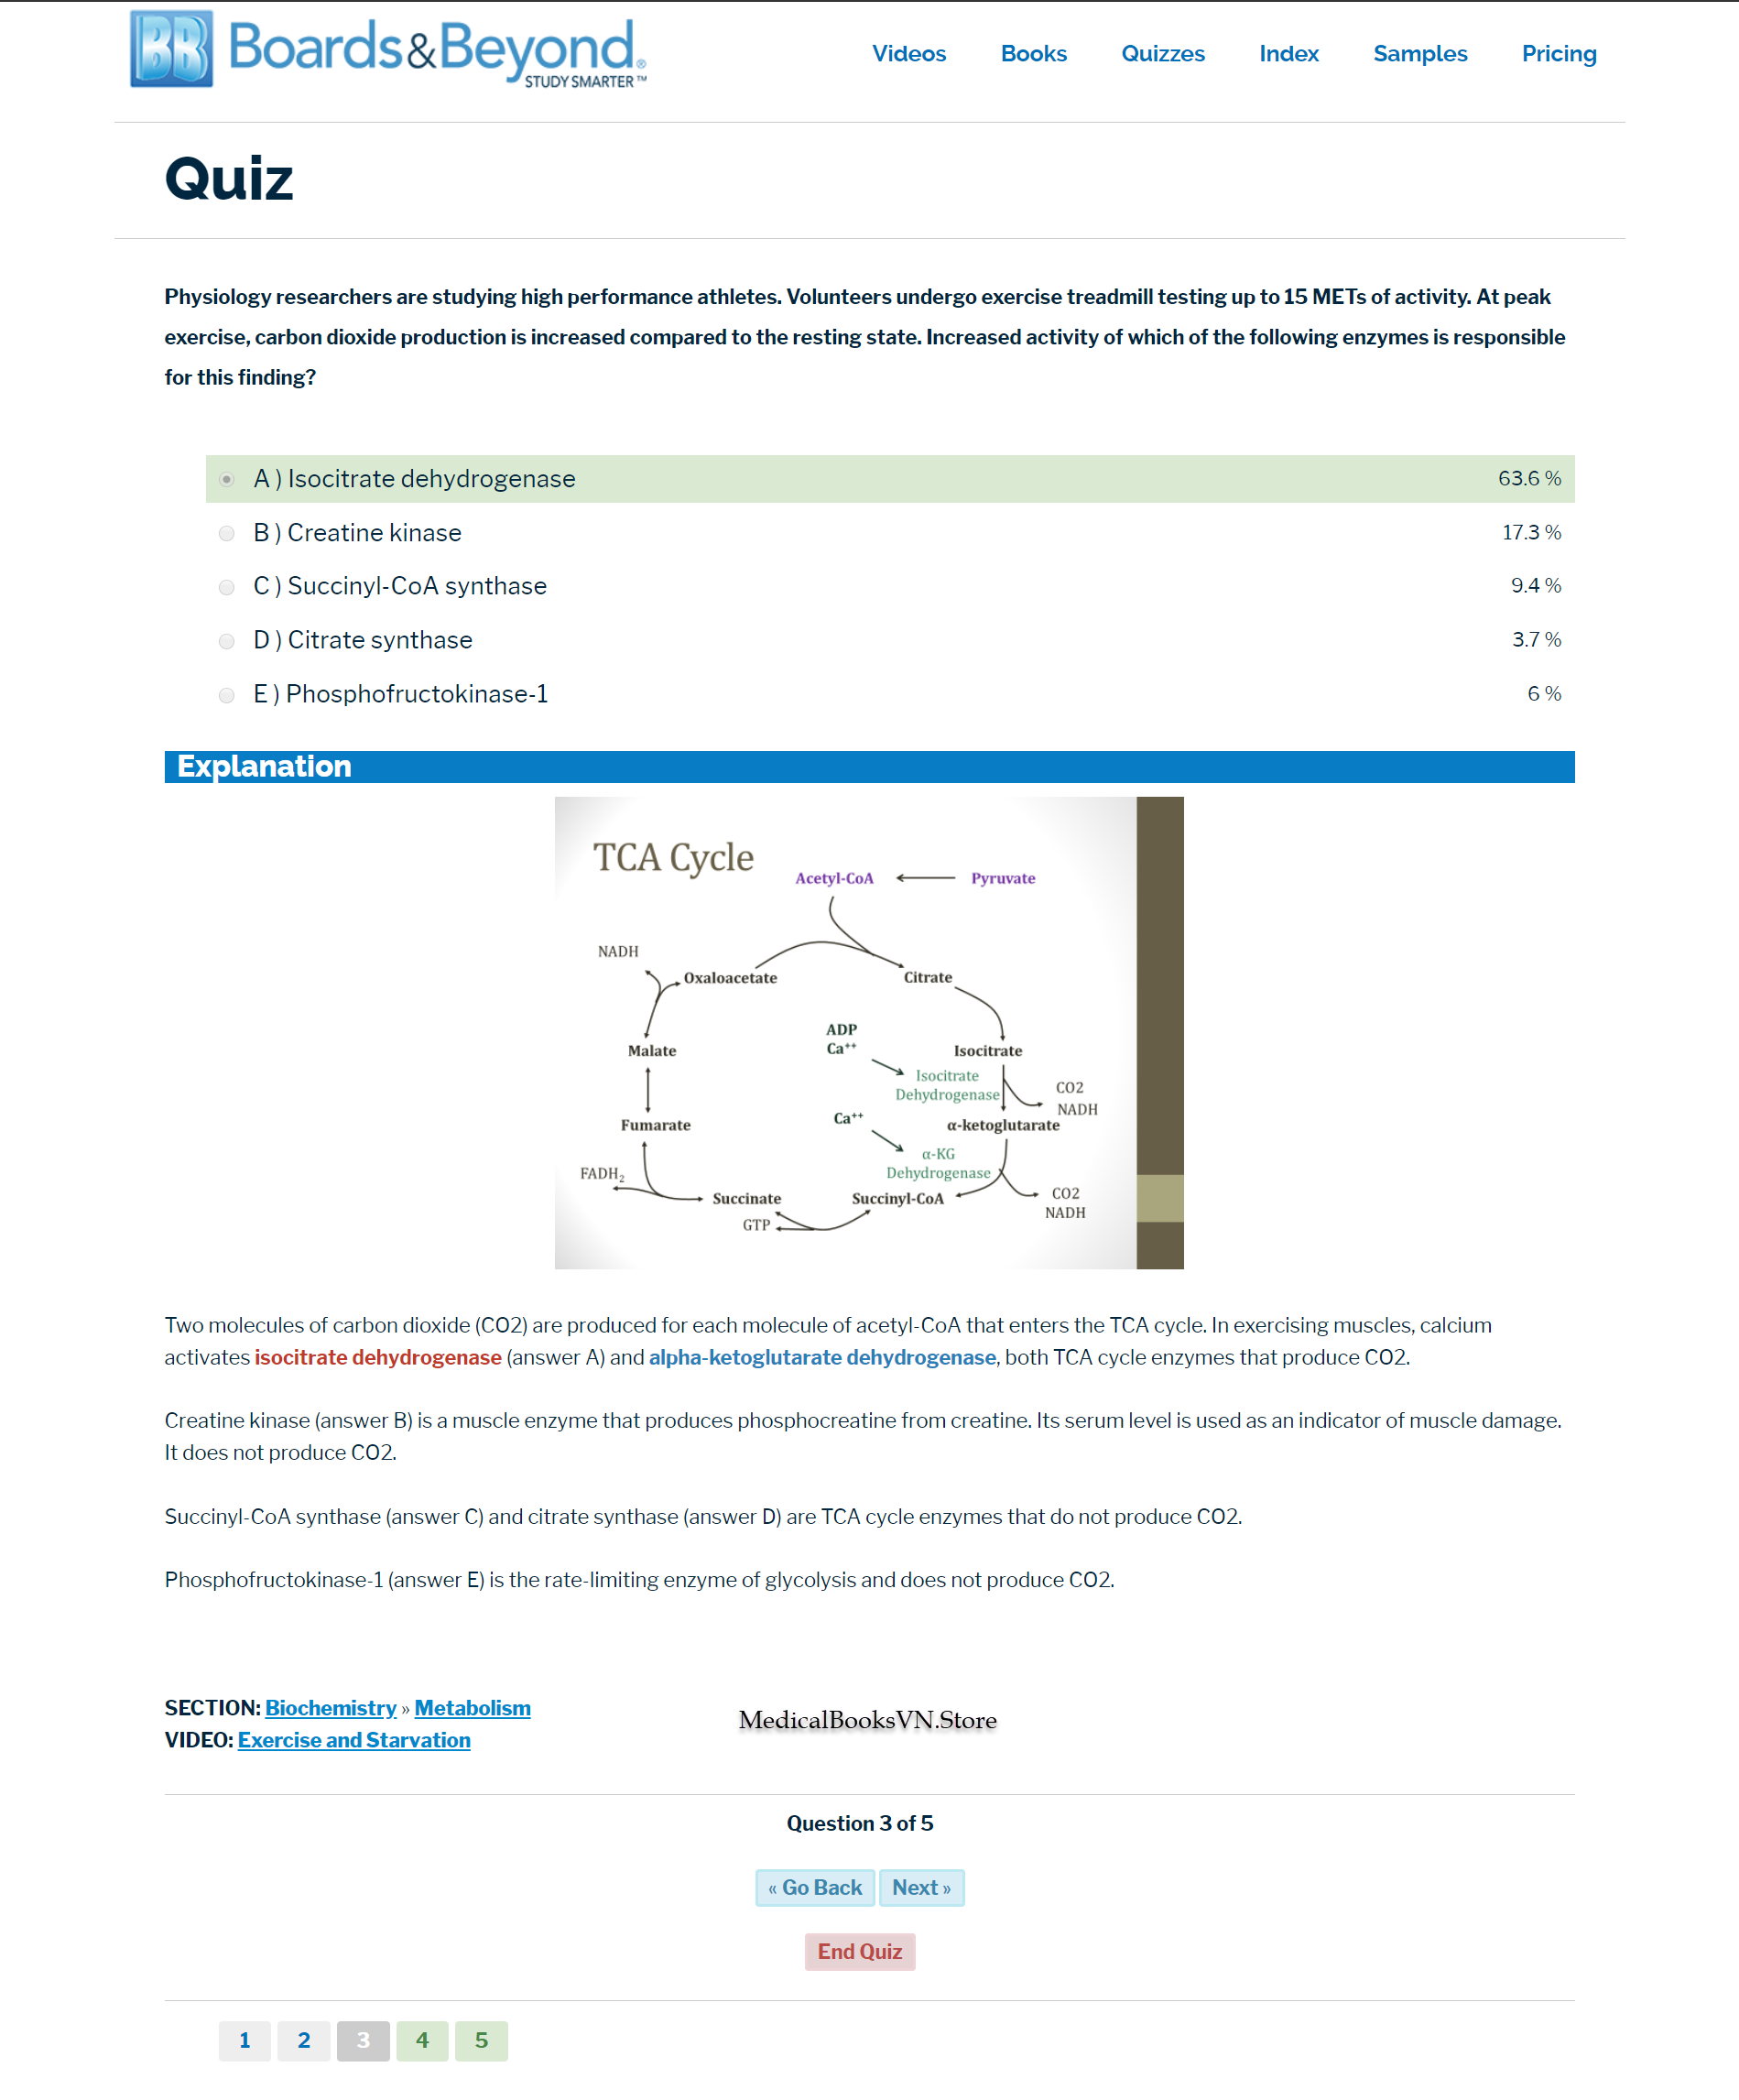 BB Boards&Beyond®
STUDY SMARTER™
Videos Books Quizzes Index Samples Pricing
Quiz
Physiology researchers are studying high performance athletes. Volunteers undergo exercise treadmill testing up to 15 METs of activity. At peak
exercise, carbon dioxide production is increased compared to the resting state. Increased activity of which of the following enzymes is responsible
for this finding?
A ) Isocitrate dehydrogenase 63.6 %
B ) Creatine kinase 17.3 %
C ) Succinyl-CoA synthase 9.4 %
D ) Citrate synthase 3.7 %
E ) Phosphofructokinase-1 6 %
Explanation
TCA Cycle
Acetyl-CoA Pyruvate
NADH
Oxaloacetate Citrate
ADP
Ca++
Malate Isocitrate
Isocitrate
Dehydrogenase
CO2
NADH
Ca++
Fumarate α-ketoglutarate
α-KG
Dehydrogenase
FADH2
Succinate Succinyl-CoA
CO2
NADH
GTP
Two molecules of carbon dioxide (CO2) are produced for each molecule of acetyl-CoA that enters the TCA cycle. In exercising muscles, calcium
activates isocitrate dehydrogenase (answer A) and alpha-ketoglutarate dehydrogenase, both TCA cycle enzymes that produce CO2.
Creatine kinase (answer B) is a muscle enzyme that produces phosphocreatine from creatine. Its serum level is used as an indicator of muscle damage.
It does not produce CO2.
Succinyl-CoA synthase (answer C) and citrate synthase (answer D) are TCA cycle enzymes that do not produce CO2.
Phosphofructokinase-1 (answer E) is the rate-limiting enzyme of glycolysis and does not produce CO2.
SECTION: Biochemistry » Metabolism
VIDEO: Exercise and Starvation
MedicalBooksVN.Store
Question 3 of 5
« Go Back Next »
End Quiz
1 2 3 4 5